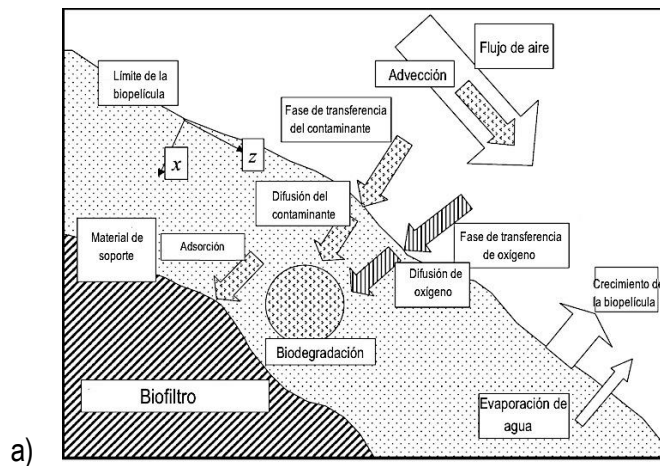 Flujo de aire
Advección
Límite de la
biopelícula
Fase de transferencia
del contaminante
x
z
Difusión del
contaminante
Material de
soporte
Adsorción
Fase de transferencia
de oxígeno
Difusión de
oxígeno
Crecimiento de
la biopelícula
Biodegradación
Biofiltro
Evaporación de
agua
a)